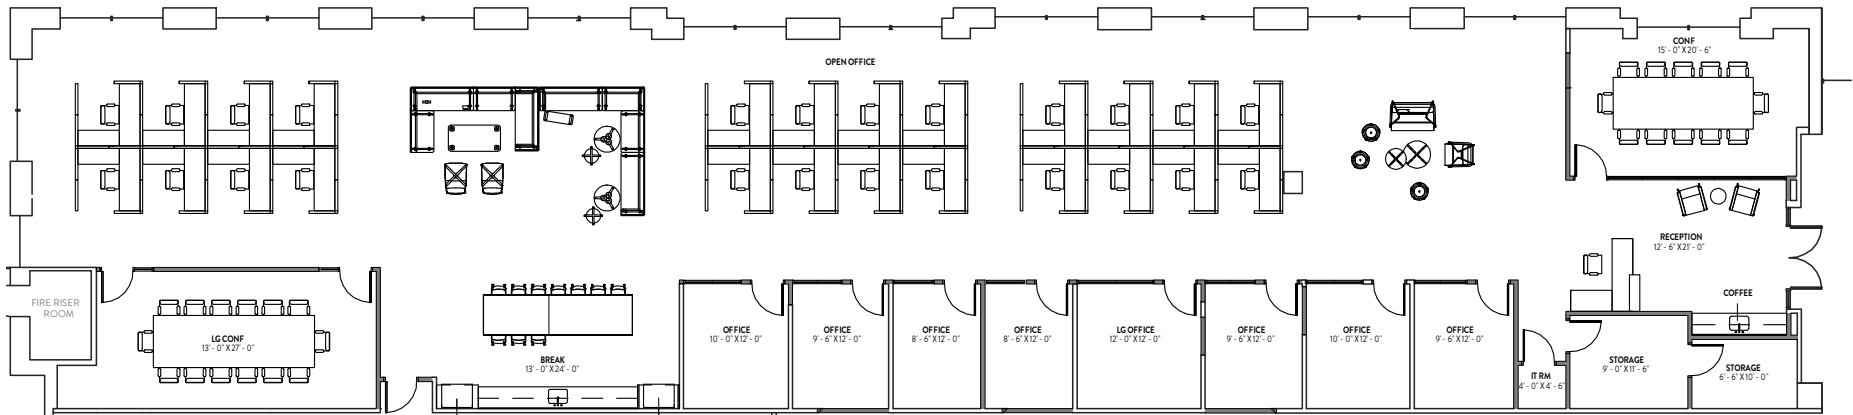 OPEN OFFICE
CONF
15' - 0" X 20' - 6"
RECEPTION
12' - 6" X 21' - 0"
COFFEE
FIRE RISER
ROOM
LG CONF
13' - 0" X 27' - 0"
BREAK
13' - 0" X 24' - 0"
OFFICE
10' - 0" X 12' - 0"
OFFICE
9' - 6" X 12' - 0"
OFFICE
8' - 6" X 12' - 0"
OFFICE
8' - 6" X 12' - 0"
LG OFFICE
12' - 0" X 12' - 0"
OFFICE
9' - 6" X 12' - 0"
OFFICE
10' - 0" X 12' - 0"
OFFICE
9' - 6" X 12' - 0"
IT RM
4' - 0" X 4' - 6"
STORAGE
9' - 0" X 11' - 6"
STORAGE
6' - 6" X 10' - 0"